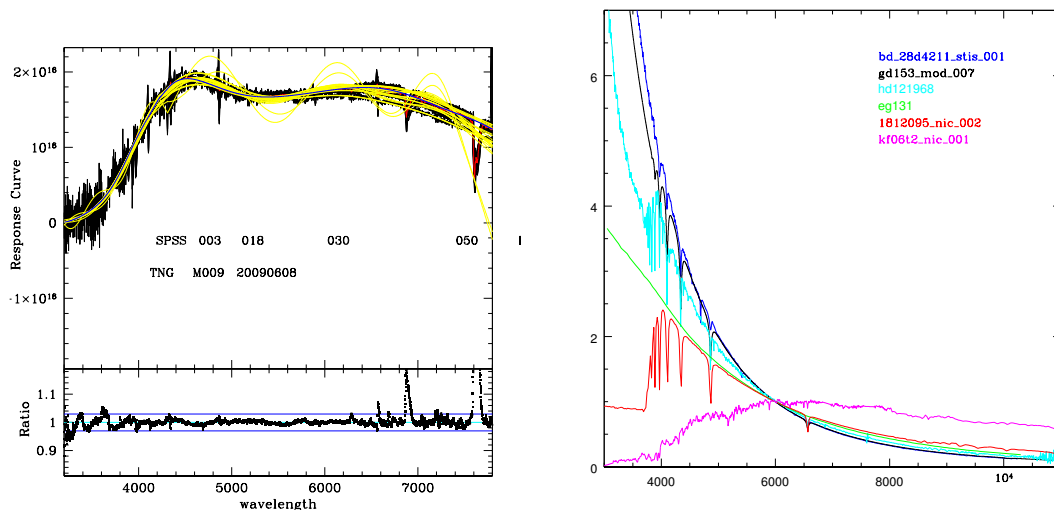 Response Curve
2×10¹⁶
10¹⁶
0
-1×10¹⁶
SPSS 003 018 030 050 I
TNG M009 20090608
Ratio
1.1
1
0.9
4000 5000 6000 7000
wavelength
6
4
2
0
4000 6000 8000 10⁴
bd_28d4211_stis_001
gd153_mod_007
hd121968
eg131
1812095_nic_002
kf06t2_nic_001